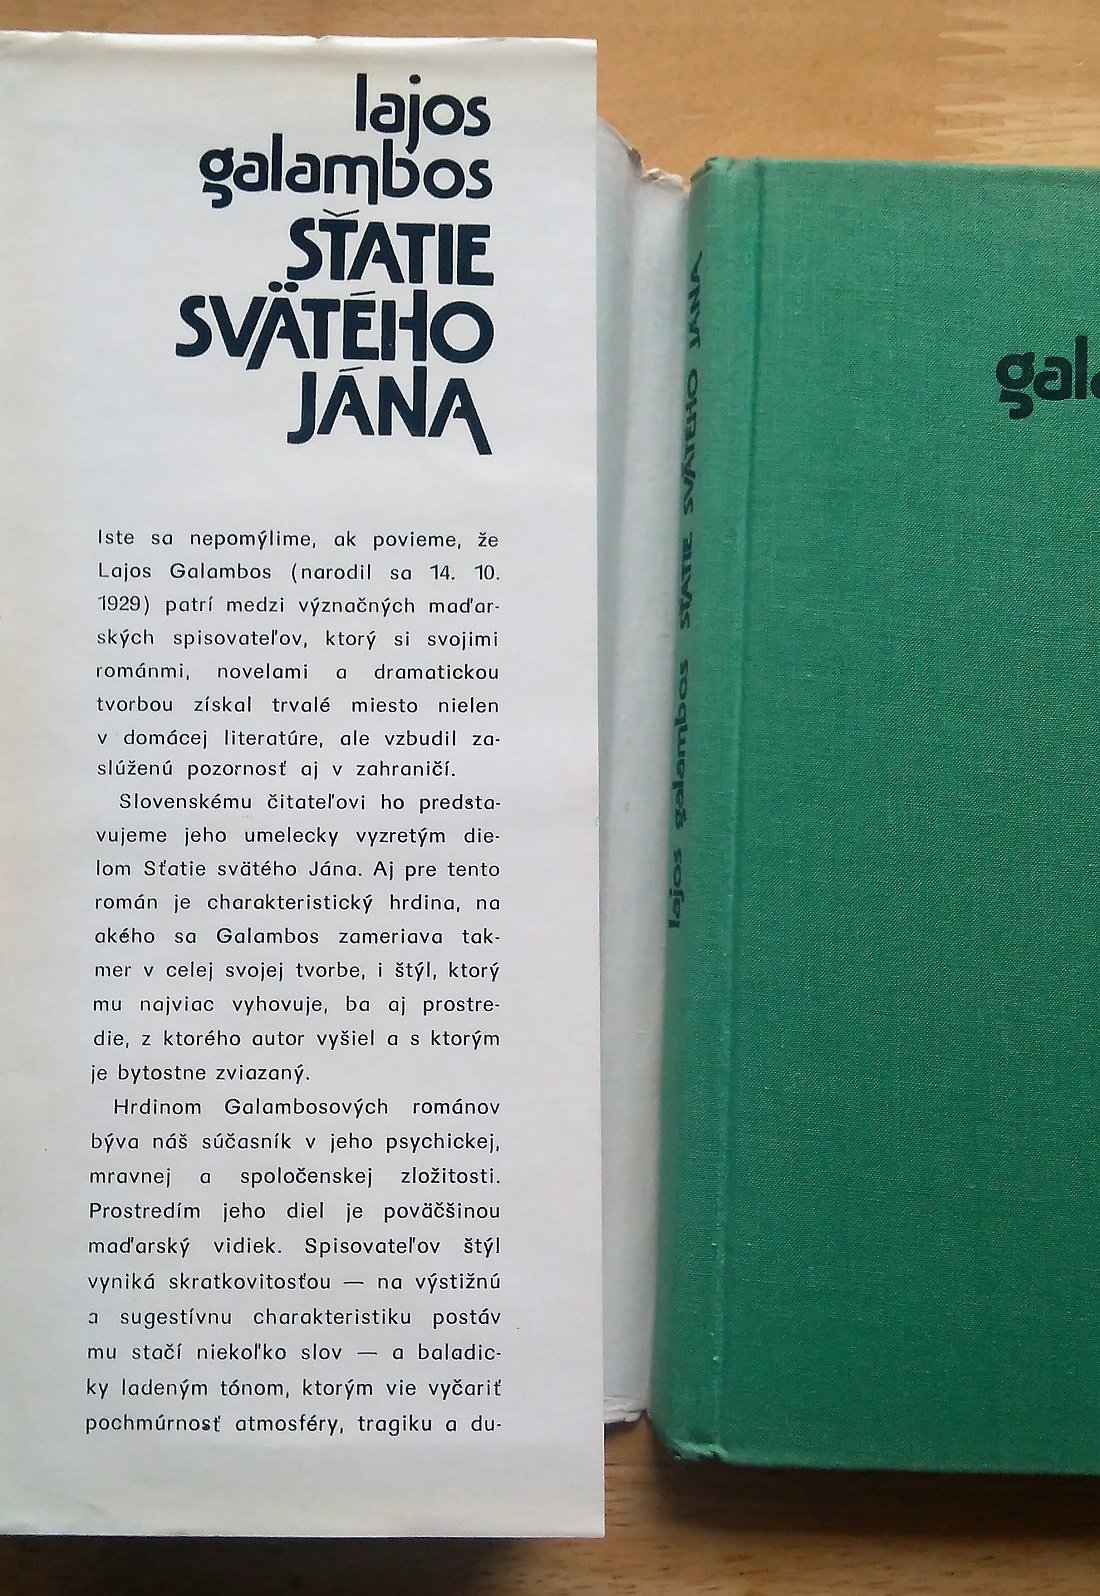 lajos
galambos
SŤATIE
SVÄTÉHO
JÁNA
Iste sa nepomýlime, ak povieme, že
Lajos Galambos (narodil sa 14. 10.
1929) patrí medzi význačných maďar-
ských spisovateľov, ktorý si svojimi
románmi, novelami a dramatickou
tvorbou získal trvalé miesto nielen
v domácej literatúre, ale vzbudil za-
slúženú pozornosť aj v zahraničí.
Slovenskému čitateľovi ho predsta-
vujeme jeho umelecky vyzretým die-
lom Sťatie svätého Jána. Aj pre tento
román je charakteristický hrdina, na
akého sa Galambos zameriava tak-
mer v celej svojej tvorbe, i štýl, ktorý
mu najviac vyhovuje, ba aj prostre-
die, z ktorého autor vyšiel a s ktorým
je bytostne zviazaný.
Hrdinom Galambosových románov
býva náš súčasník v jeho psychickej,
mravnej a spoločenskej zložitosti.
Prostredím jeho diel je poväčšinou
maďarský vidiek. Spisovateľov štýl
vyniká skratkovitosťou — na výstižnú
a sugestívnu charakteristiku postáv
mu stačí niekoľko slov — a baladic-
ky ladeným tónom, ktorým vie vyčariť
pochmúrnosť atmosféry, tragiku a du-
lajos galambos SŤATIE SVÄTÉHO JÁNA
gala